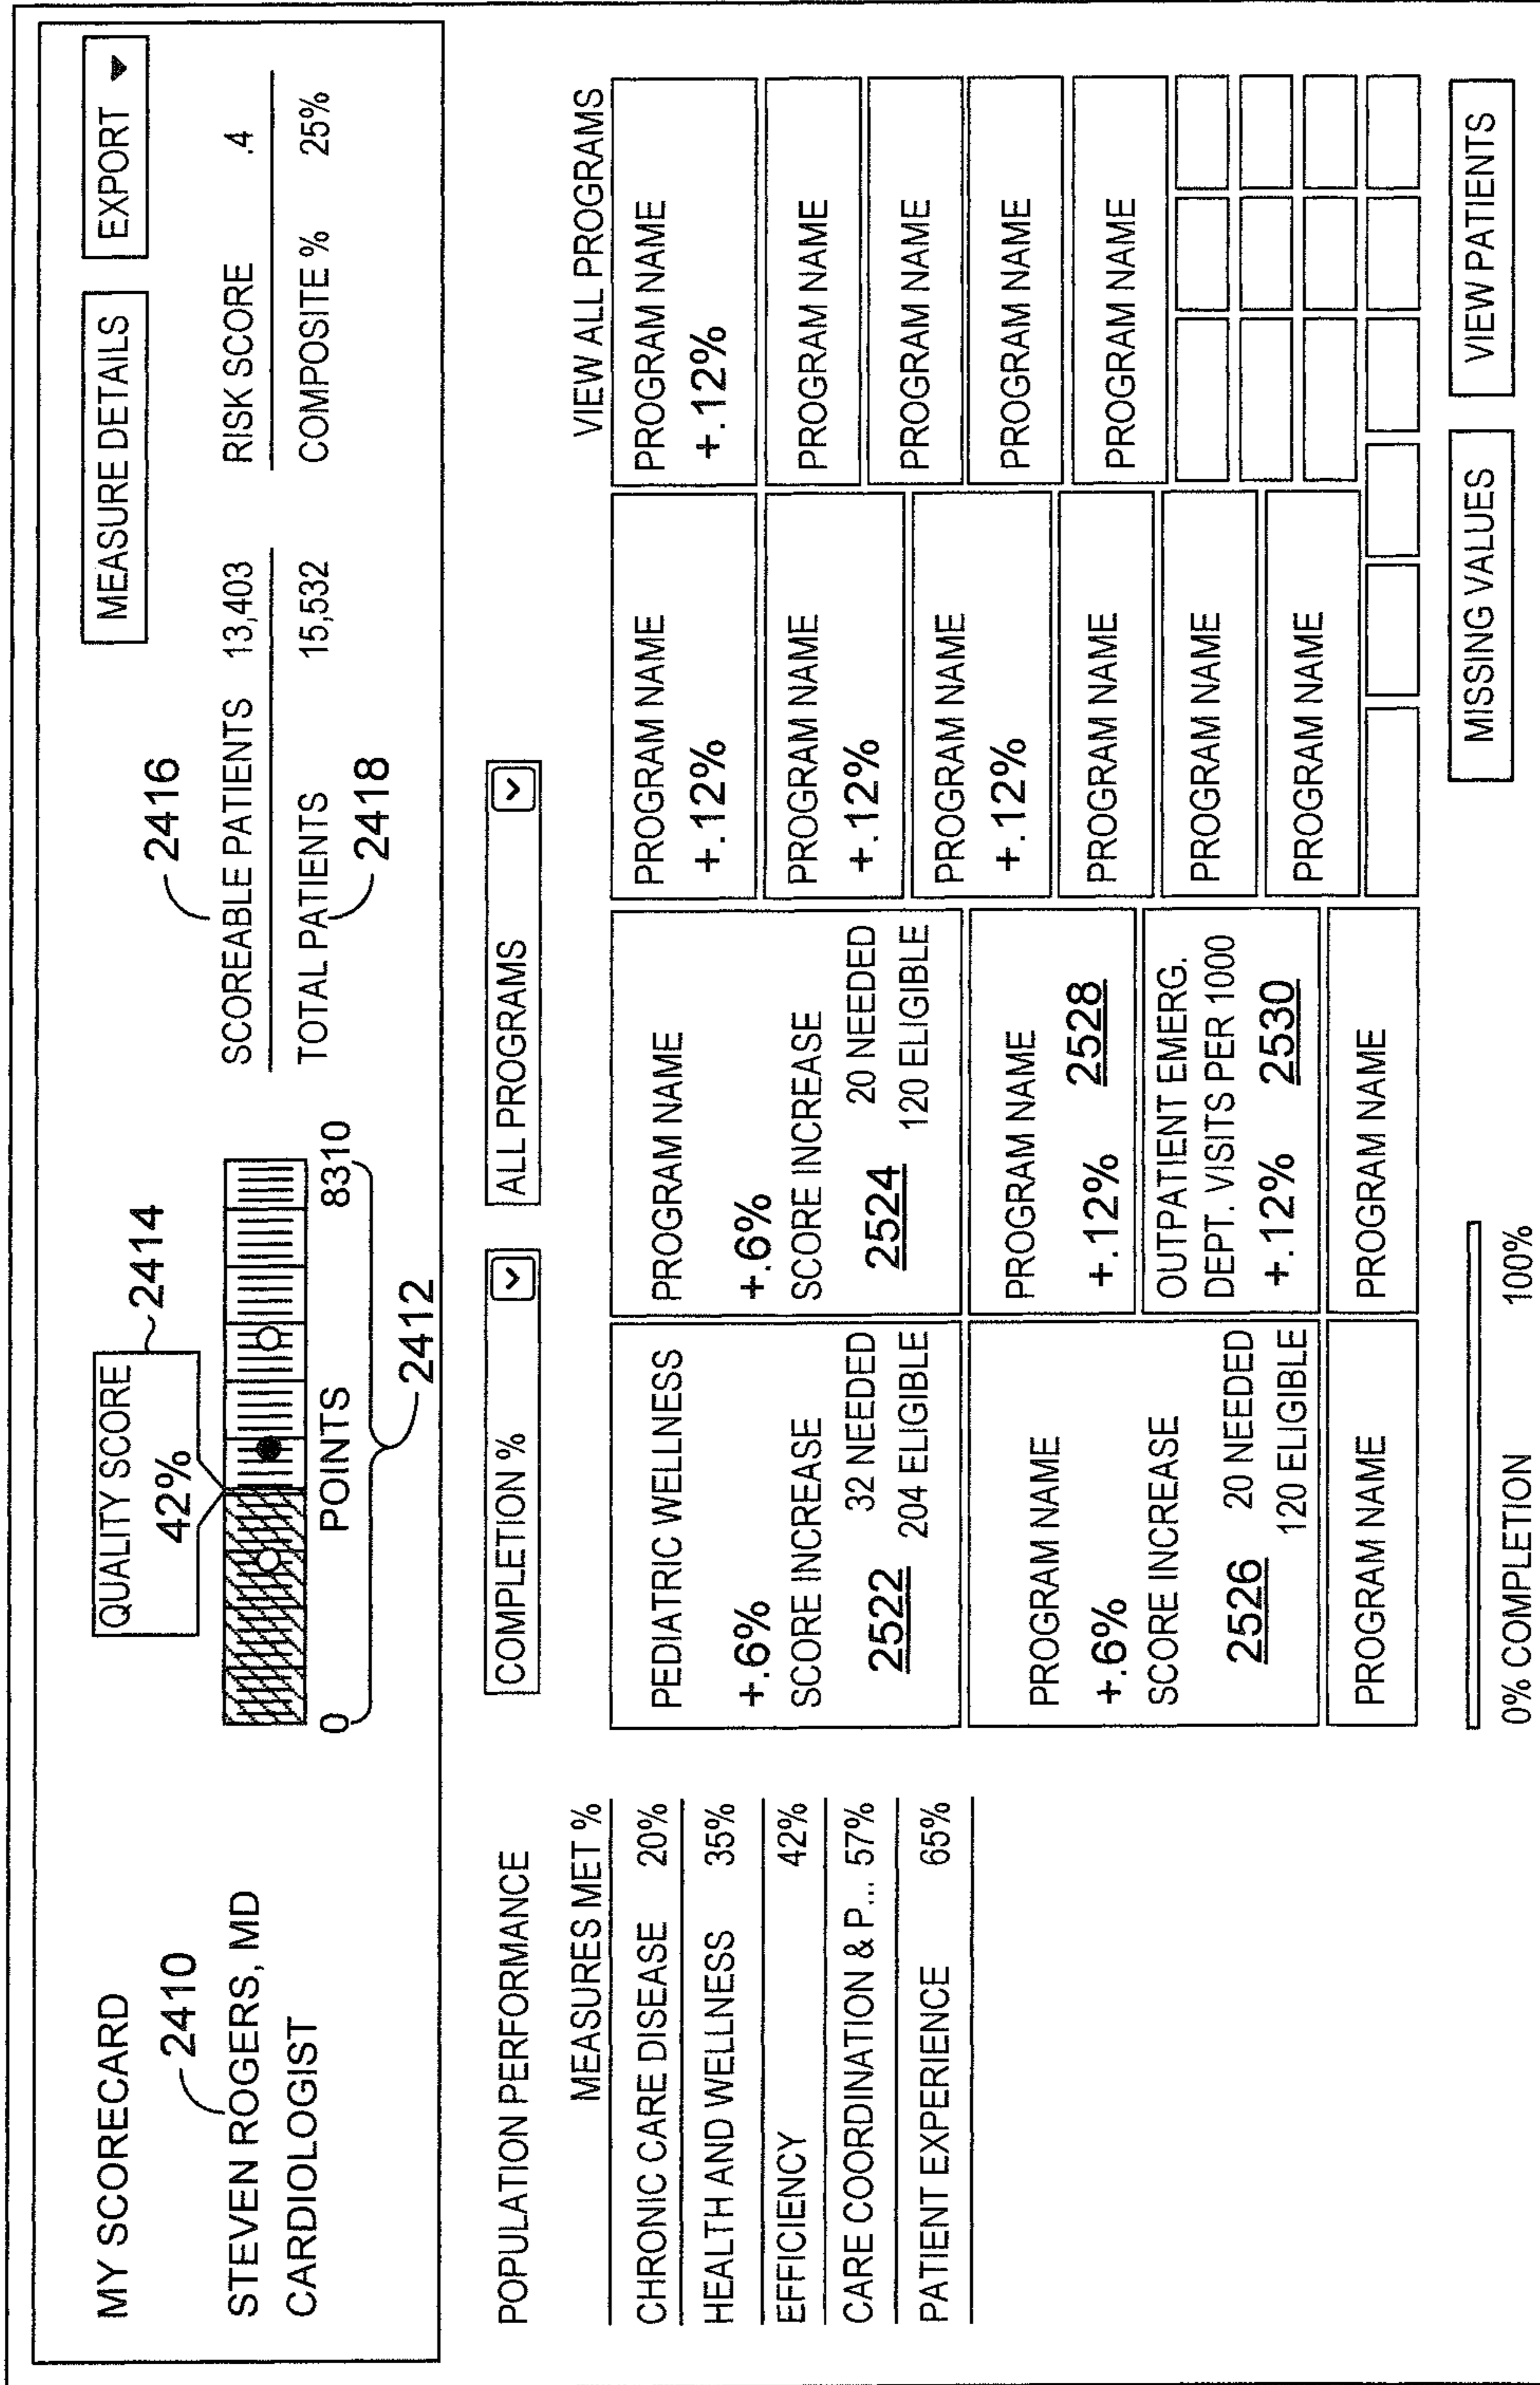 MY SCORECARD
2410
STEVEN ROGERS, MD
CARDIOLOGIST
QUALITY SCORE
42%
2414
0
POINTS
8310
2412
MEASURE DETAILS
EXPORT
2416
SCOREABLE PATIENTS 13,403
RISK SCORE .4
TOTAL PATIENTS 15,532
COMPOSITE % 25%
2418
POPULATION PERFORMANCE
MEASURES MET %
CHRONIC CARE DISEASE 20%
HEALTH AND WELLNESS 35%
EFFICIENCY 42%
CARE COORDINATION & P... 57%
PATIENT EXPERIENCE 65%
COMPLETION %
ALL PROGRAMS
VIEW ALL PROGRAMS
PEDIATRIC WELLNESS
+.6%
SCORE INCREASE
32 NEEDED
2522
204 ELIGIBLE
PROGRAM NAME
+.6%
SCORE INCREASE
20 NEEDED
2526
120 ELIGIBLE
PROGRAM NAME
PROGRAM NAME
+.6%
SCORE INCREASE
20 NEEDED
2524
120 ELIGIBLE
PROGRAM NAME
+.12% 2528
OUTPATIENT EMERG.
DEPT. VISITS PER 1000
+.12% 2530
PROGRAM NAME
PROGRAM NAME
+.12%
PROGRAM NAME
+.12%
PROGRAM NAME
+.12%
PROGRAM NAME
PROGRAM NAME
PROGRAM NAME
PROGRAM NAME
+.12%
PROGRAM NAME
PROGRAM NAME
PROGRAM NAME
PROGRAM NAME
0% COMPLETION 100%
MISSING VALUES
VIEW PATIENTS